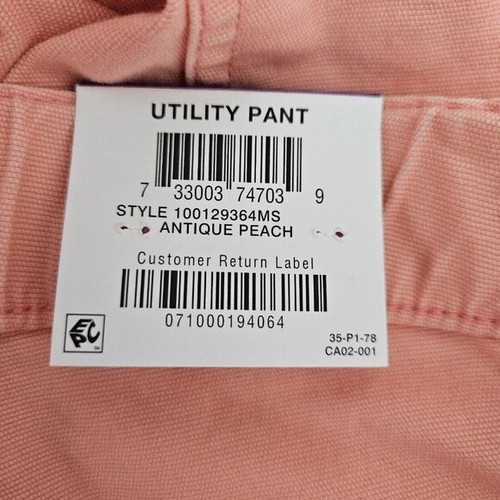 UTILITY PANT
7 33003 74703 9
STYLE 100129364MS
ANTIQUE PEACH
Customer Return Label
071000194064
EPC
35-P1-78
CA02-001